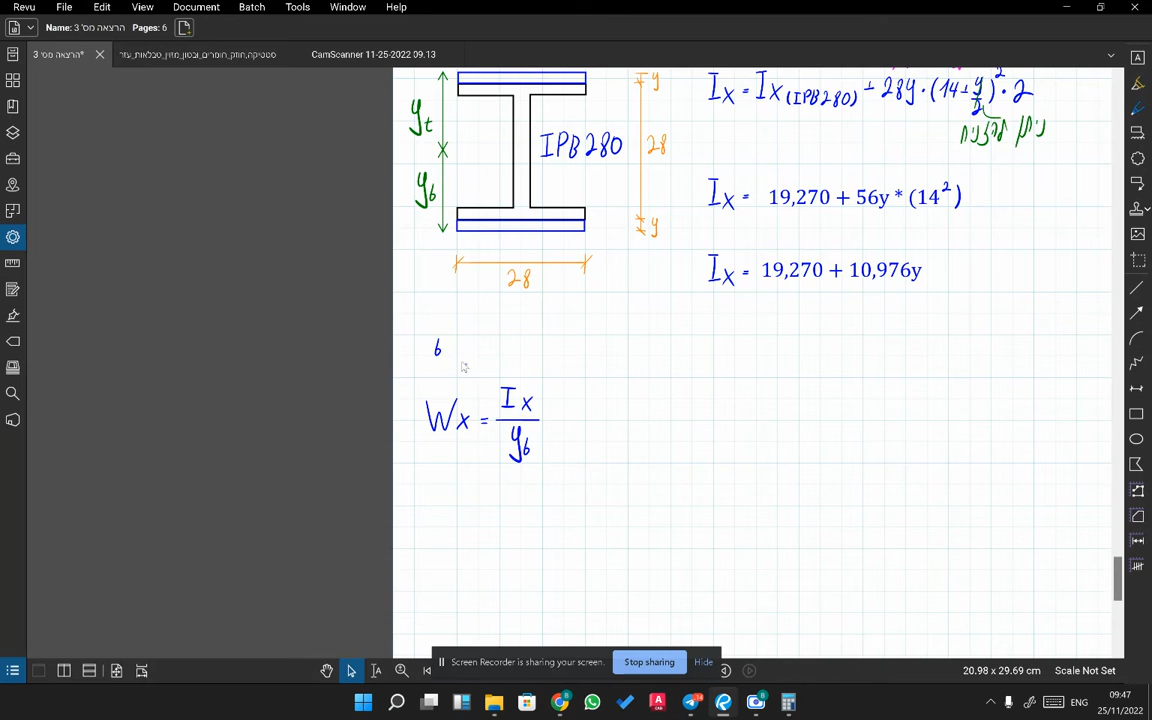 Revu File Edit View Document Batch Tools Window Help
Name: הרצאה מס' 3 Pages: 6
הרצאה מס' 3* סטטיקה,חוזק_חומרים_ובטון_מזוין_טבלאות_עזר CamScanner 11-25-2022 09.13
Ix = Ix (IPB280) + 28y · (14+y/2)² · 2
y
yt
IPB280
28
Ix = 19,270 + 56y * (14²)
yb
y
Ix = 19,270 + 10,976y
28
6
Wx = Ix / yb
Screen Recorder is sharing your screen. Stop sharing Hide
20.98 x 29.69 cm Scale Not Set
ENG 09:47
25/11/2022